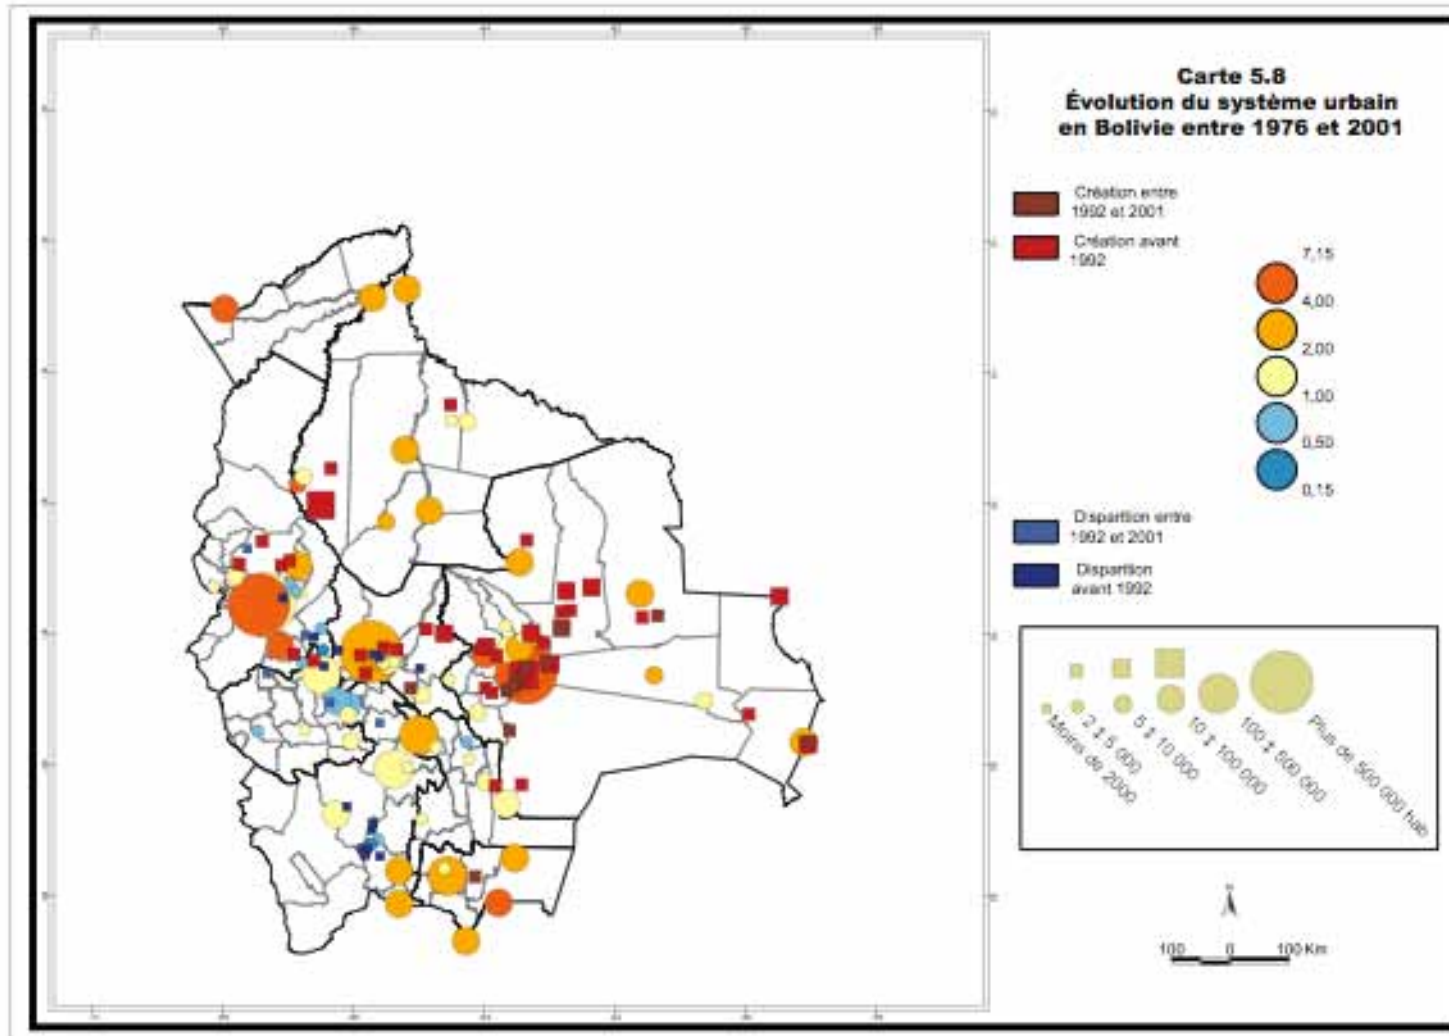 Carte 5.8
Évolution du système urbain
en Bolivie entre 1976 et 2001
Création entre
1992 et 2001
Création avant
1992
7,15
4,00
2,00
1,00
0,50
0,15
Dispartion entre
1992 et 2001
Disparition
avant 1992
Moins de 2000
2 ‡ 5 000
5 ‡ 10 000
10 ‡ 100 000
100 ‡ 500 000
Plus de 500 000 hab
N
100 0 100 Km